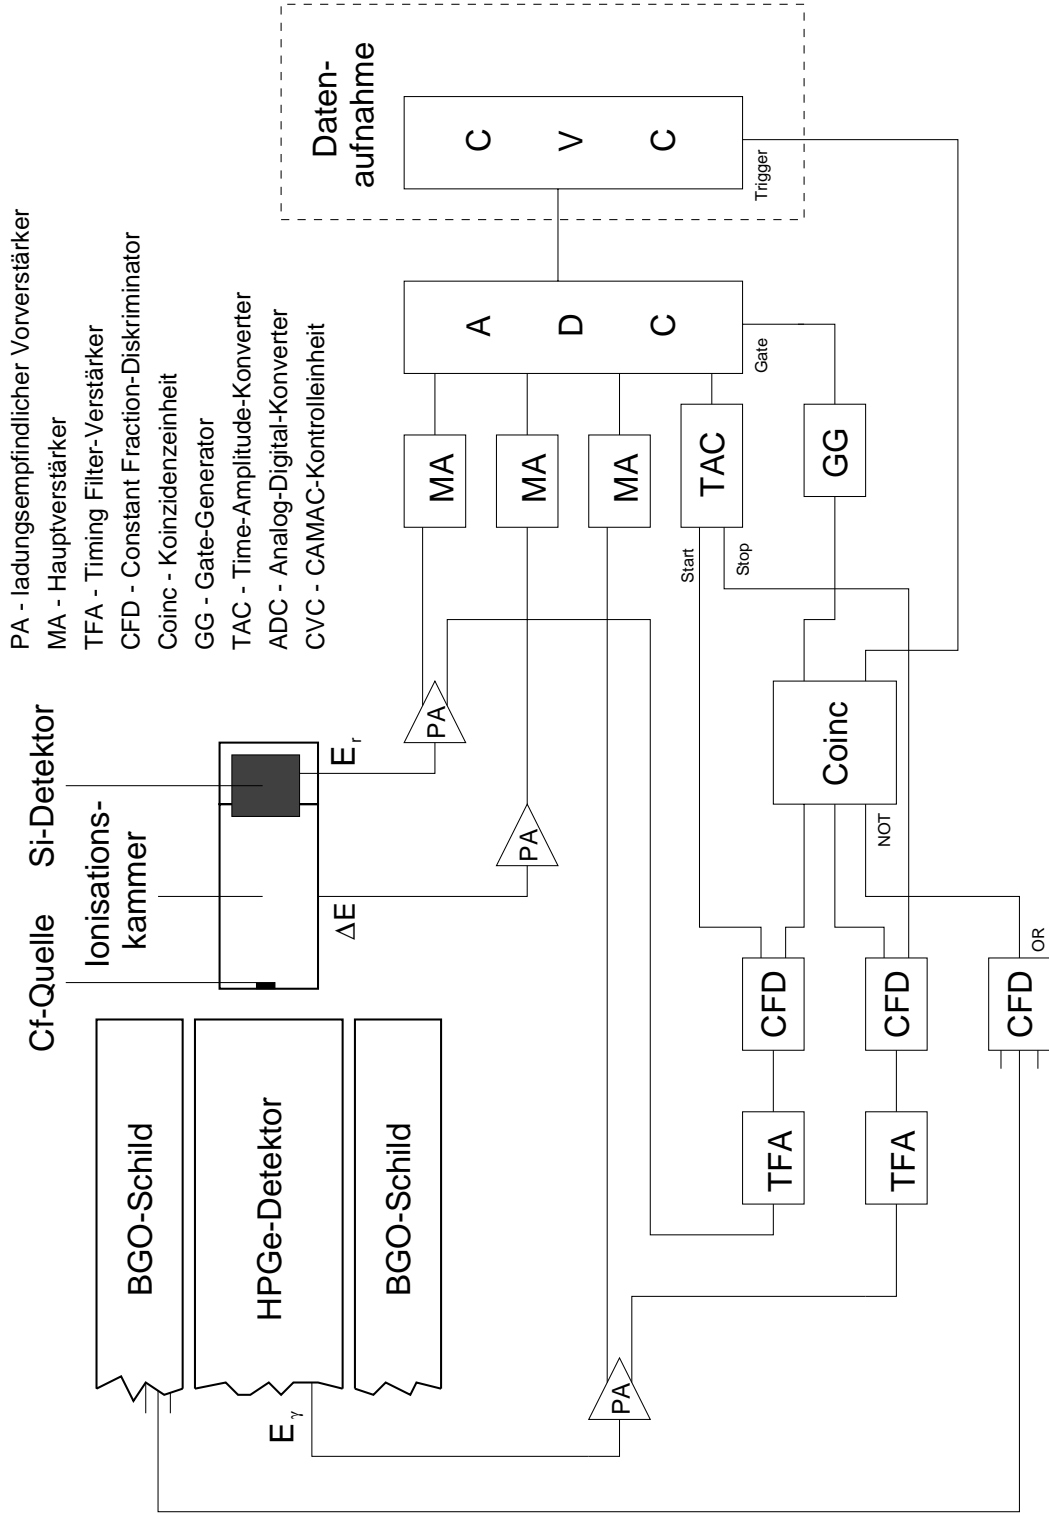 PA - ladungsempfindlicher Vorverstärker
MA - Hauptverstärker
TFA - Timing Filter-Verstärker
CFD - Constant Fraction-Diskriminator
Coinc - Koinzidenzeinheit
GG - Gate-Generator
TAC - Time-Amplitude-Konverter
ADC - Analog-Digital-Konverter
CVC - CAMAC-Kontrolleinheit
Cf-Quelle
Si-Detektor
Ionisations-
kammer
BGO-Schild
HPGe-Detektor
BGO-Schild
E γ
ΔE
E r
PA
PA
PA
MA
MA
MA
TAC
Start
Stop
GG
A D C
Gate
Daten-
aufnahme
C V C
Trigger
TFA
CFD
TFA
CFD
Coinc
NOT
CFD
OR